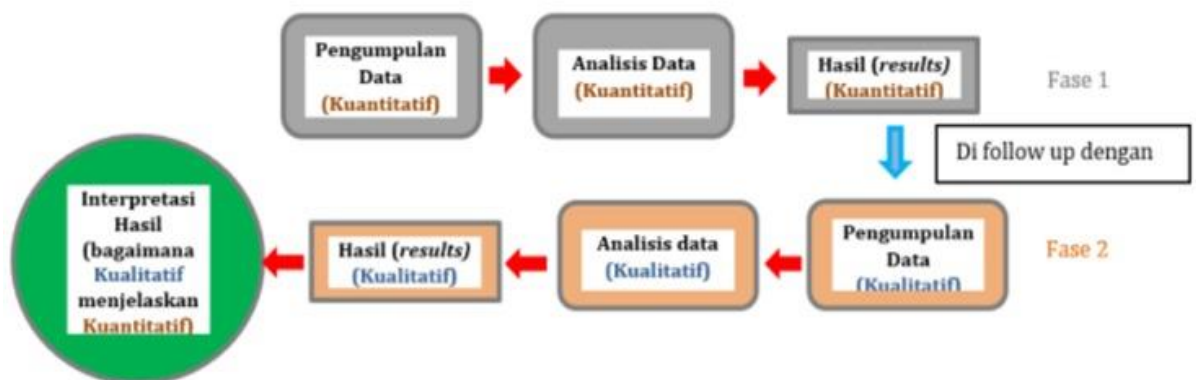 Pengumpulan
Data
(Kuantitatif)
Analisis Data
(Kuantitatif)
Hasil (results)
(Kuantitatif)
Fase 1
Di follow up dengan
Pengumpulan
Data
(Kualitatif)
Fase 2
Analisis data
(Kualitatif)
Hasil (results)
(Kualitatif)
Interpretasi
Hasil
(bagaimana
Kualitatif
menjelaskan
Kuantitatif)